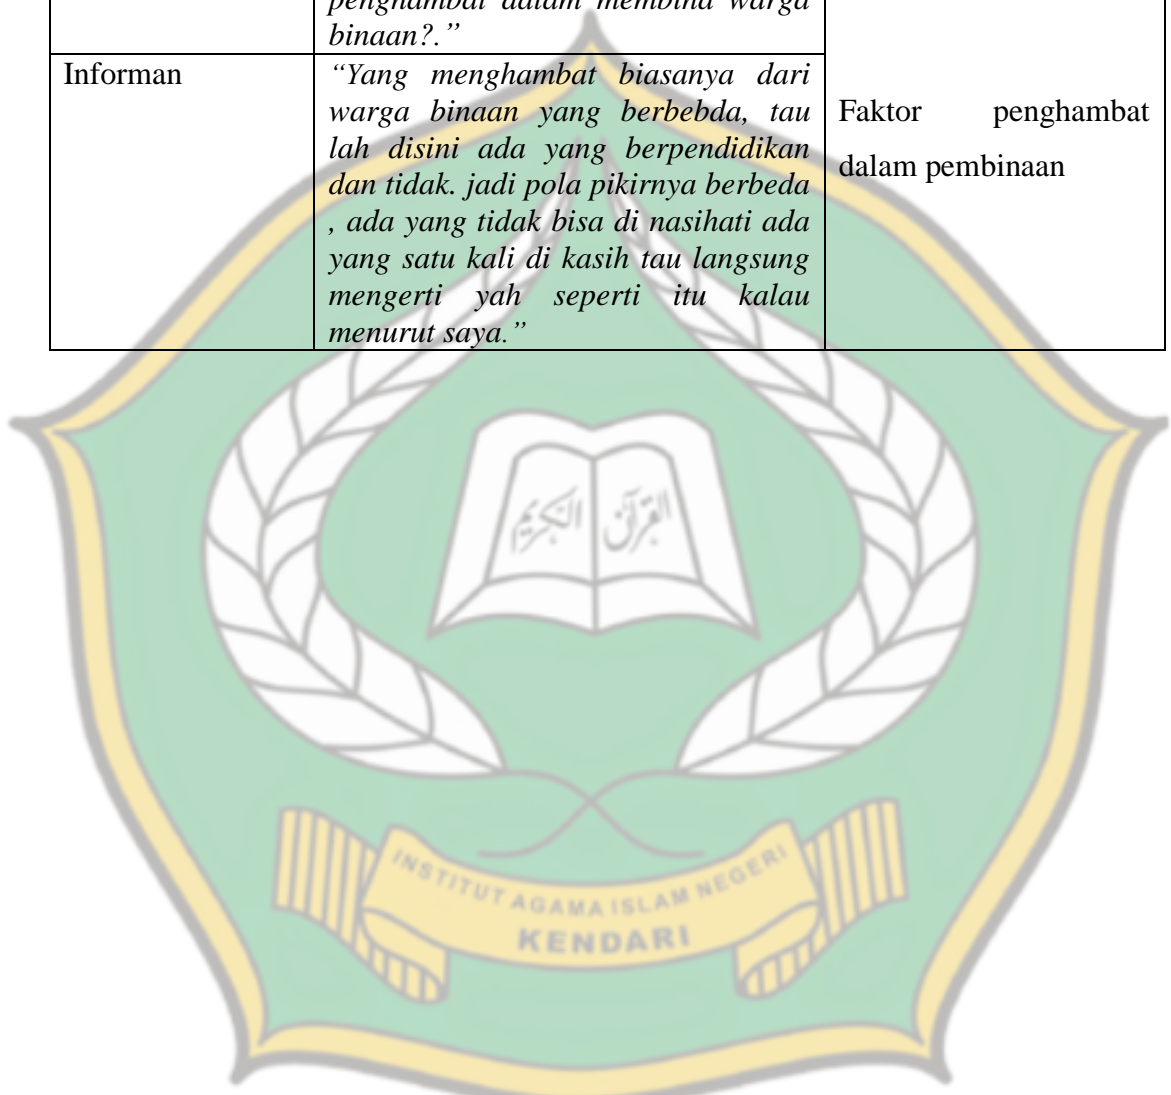 penghambat dalam membina warga
binaan?.”
Informan
“Yang menghambat biasanya dari
warga binaan yang berbebda, tau
lah disini ada yang berpendidikan
dan tidak. jadi pola pikirnya berbeda
, ada yang tidak bisa di nasihati ada
yang satu kali di kasih tau langsung
mengerti yah seperti itu kalau
menurut saya.”
Faktor penghambat
dalam pembinaan
القرآن الكريم
INSTITUT AGAMA ISLAM NEGERI
KENDARI